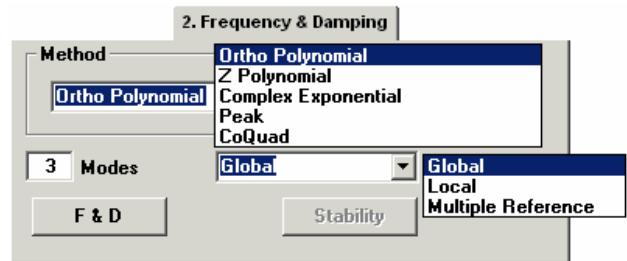 2. Frequency & Damping
Method
Ortho Polynomial
Ortho Polynomial
Z Polynomial
Complex Exponential
Peak
CoQuad
3 Modes
Global
Global
Local
Multiple Reference
F & D
Stability